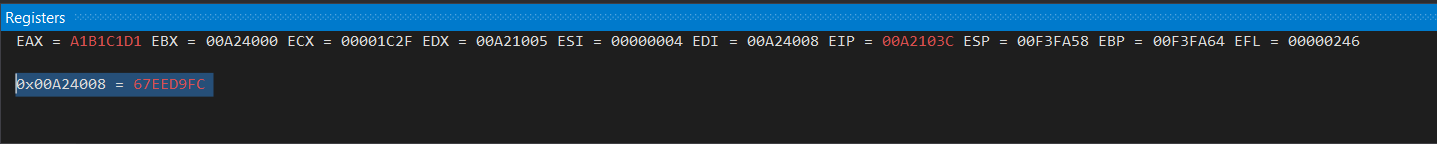 Registers
EAX = A1B1C1D1 EBX = 00A24000 ECX = 00001C2F EDX = 00A21005 ESI = 00000004 EDI = 00A24008 EIP = 00A2103C ESP = 00F3FA58 EBP = 00F3FA64 EFL = 00000246
0x00A24008 = 67EED9FC